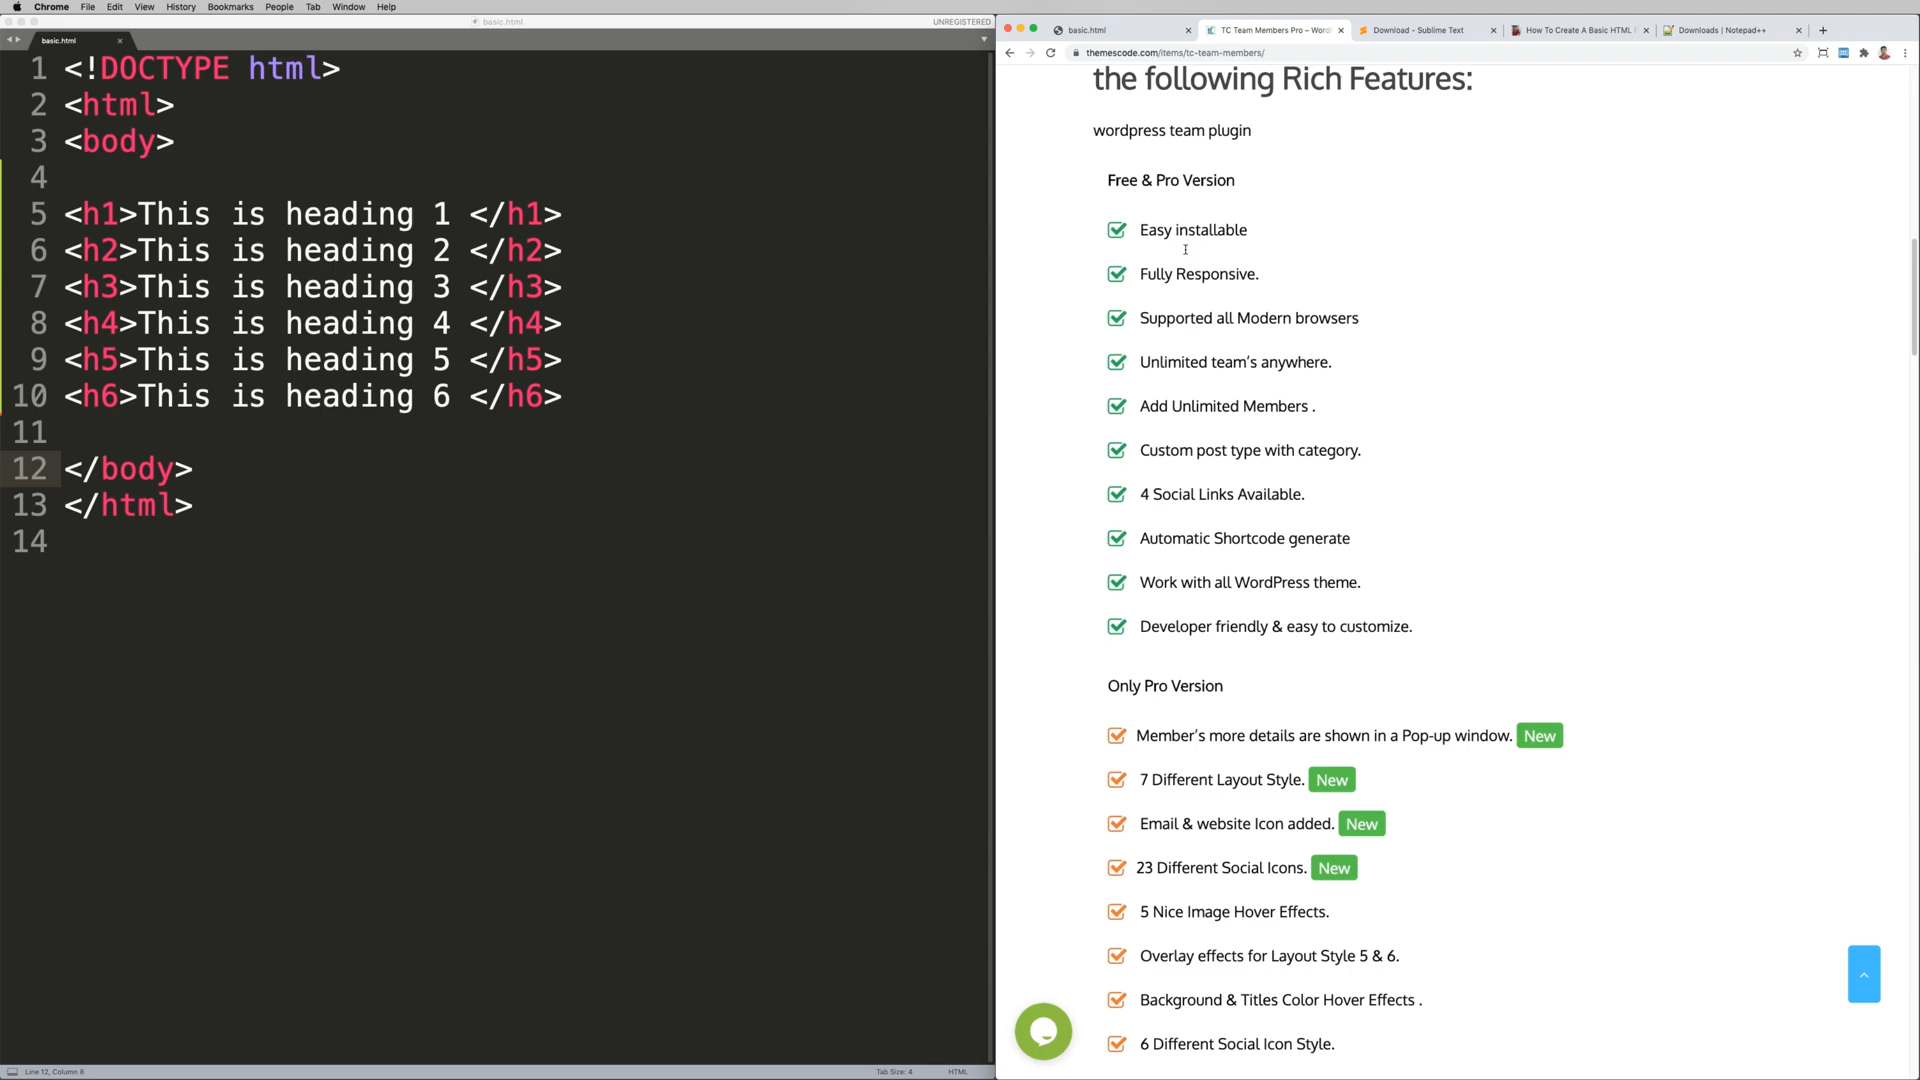 Chrome File Edit View History Bookmarks People Tab Window Help
basic.html
UNREGISTERED
basic.html
1 <!DOCTYPE html>
2 <html>
3 <body>
4
5 <h1>This is heading 1 </h1>
6 <h2>This is heading 2 </h2>
7 <h3>This is heading 3 </h3>
8 <h4>This is heading 4 </h4>
9 <h5>This is heading 5 </h5>
10 <h6>This is heading 6 </h6>
11
12 </body>
13 </html>
14
Line 12, Column 8
Tab Size: 4
HTML
basic.html
TC Team Members Pro – Word
Download - Sublime Text
How To Create A Basic HTML
Downloads | Notepad++
themescode.com/items/tc-team-members/
the following Rich Features:
wordpress team plugin
Free & Pro Version
Easy installable
Fully Responsive.
Supported all Modern browsers
Unlimited team’s anywhere.
Add Unlimited Members .
Custom post type with category.
4 Social Links Available.
Automatic Shortcode generate
Work with all WordPress theme.
Developer friendly & easy to customize.
Only Pro Version
Member’s more details are shown in a Pop-up window. New
7 Different Layout Style. New
Email & website Icon added. New
23 Different Social Icons. New
5 Nice Image Hover Effects.
Overlay effects for Layout Style 5 & 6.
Background & Titles Color Hover Effects .
6 Different Social Icon Style.